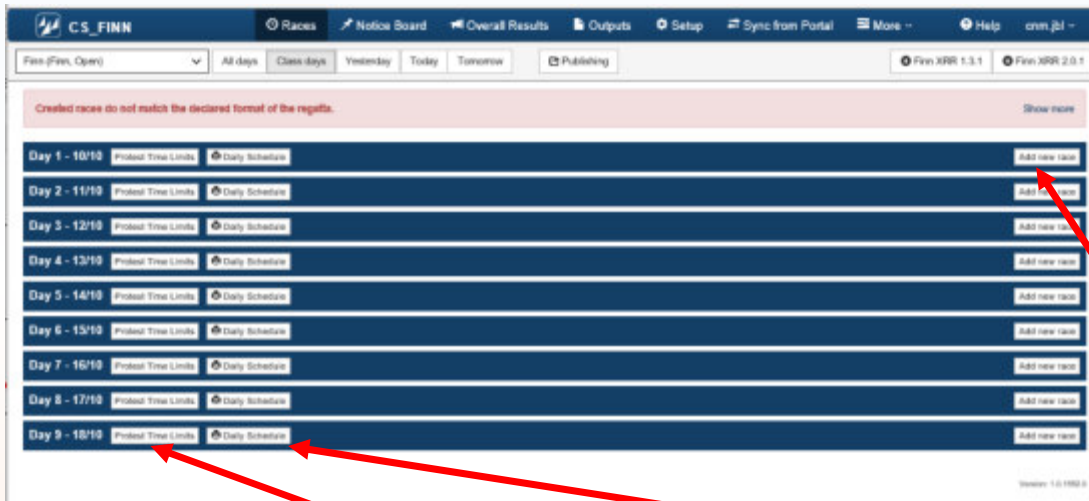 CS_FINN Races Notice Board Overall Results Outputs Setup Sync from Portal More Help cnm.jbl
Finn (Finn, Open) All days Class days Yesterday Today Tomorrow Publishing Finn XRR 1.3.1 Finn XRR 2.0.1
Created races do not match the declared format of the regatta. Show more
Day 1 - 10/10 Protest Time Limits Daily Schedule Add new race
Day 2 - 11/10 Protest Time Limits Daily Schedule Add new race
Day 3 - 12/10 Protest Time Limits Daily Schedule Add new race
Day 4 - 13/10 Protest Time Limits Daily Schedule Add new race
Day 5 - 14/10 Protest Time Limits Daily Schedule Add new race
Day 6 - 15/10 Protest Time Limits Daily Schedule Add new race
Day 7 - 16/10 Protest Time Limits Daily Schedule Add new race
Day 8 - 17/10 Protest Time Limits Daily Schedule Add new race
Day 9 - 18/10 Protest Time Limits Daily Schedule Add new race
Version: